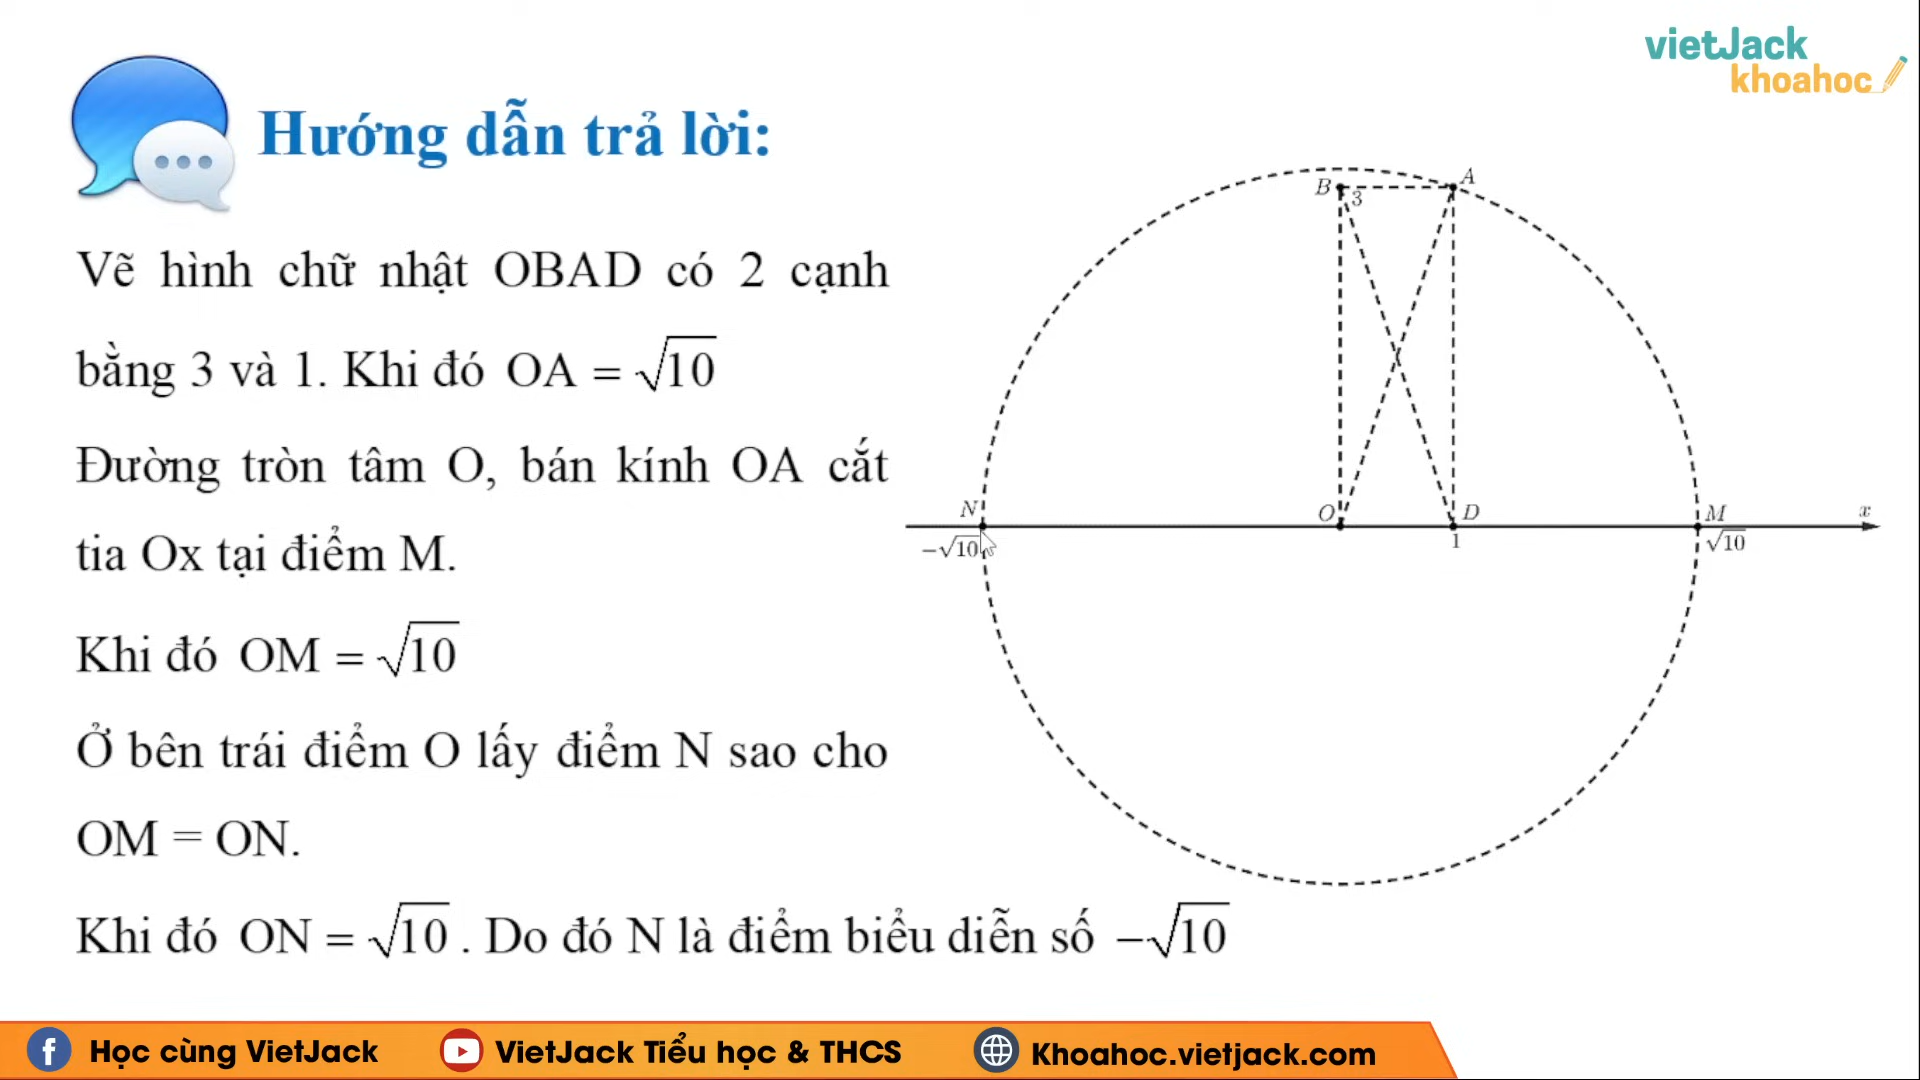 vietJack
khoahoc
Hướng dẫn trả lời:
Vẽ hình chữ nhật OBAD có 2 cạnh
bằng 3 và 1. Khi đó OA = √10
Đường tròn tâm O, bán kính OA cắt
tia Ox tại điểm M.
Khi đó OM = √10
Ở bên trái điểm O lấy điểm N sao cho
OM = ON.
Khi đó ON = √10 . Do đó N là điểm biểu diễn số −√10
B
3
A
N
O
D
M
x
−√10
1
√10
Học cùng VietJack
VietJack Tiểu học & THCS
Khoahoc.vietjack.com